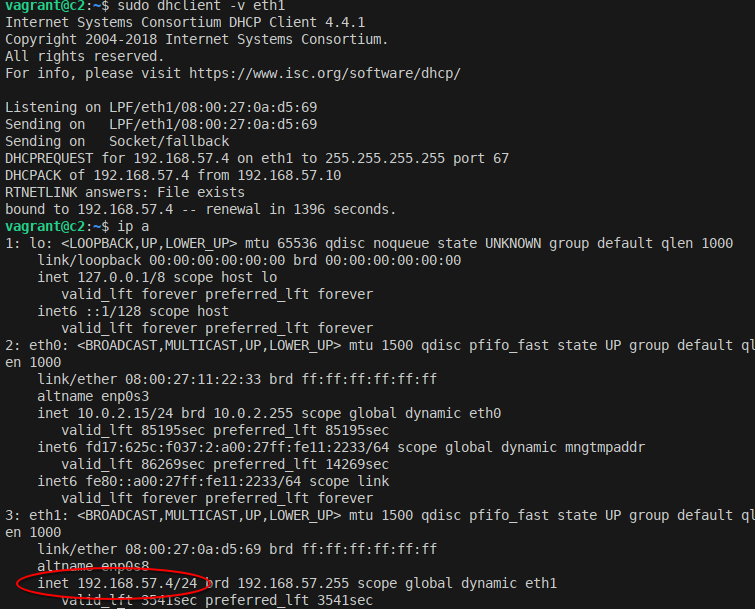 vagrant@c2:~$ sudo dhclient -v eth1
Internet Systems Consortium DHCP Client 4.4.1
Copyright 2004-2018 Internet Systems Consortium.
All rights reserved.
For info, please visit https://www.isc.org/software/dhcp/

Listening on LPF/eth1/08:00:27:0a:d5:69
Sending on   LPF/eth1/08:00:27:0a:d5:69
Sending on   Socket/fallback
DHCPREQUEST for 192.168.57.4 on eth1 to 255.255.255.255 port 67
DHCPACK of 192.168.57.4 from 192.168.57.10
RTNETLINK answers: File exists
bound to 192.168.57.4 -- renewal in 1396 seconds.
vagrant@c2:~$ ip a
1: lo: <LOOPBACK,UP,LOWER_UP> mtu 65536 qdisc noqueue state UNKNOWN group default qlen 1000
    link/loopback 00:00:00:00:00:00 brd 00:00:00:00:00:00
    inet 127.0.0.1/8 scope host lo
       valid_lft forever preferred_lft forever
    inet6 ::1/128 scope host
       valid_lft forever preferred_lft forever
2: eth0: <BROADCAST,MULTICAST,UP,LOWER_UP> mtu 1500 qdisc pfifo_fast state UP group default ql
en 1000
    link/ether 08:00:27:11:22:33 brd ff:ff:ff:ff:ff:ff
    altname enp0s3
    inet 10.0.2.15/24 brd 10.0.2.255 scope global dynamic eth0
       valid_lft 85195sec preferred_lft 85195sec
    inet6 fd17:625c:f037:2:a00:27ff:fe11:2233/64 scope global dynamic mngtmpaddr
       valid_lft 86269sec preferred_lft 14269sec
    inet6 fe80::a00:27ff:fe11:2233/64 scope link
       valid_lft forever preferred_lft forever
3: eth1: <BROADCAST,MULTICAST,UP,LOWER_UP> mtu 1500 qdisc pfifo_fast state UP group default ql
en 1000
    link/ether 08:00:27:0a:d5:69 brd ff:ff:ff:ff:ff:ff
    altname enp0s8
    inet 192.168.57.4/24 brd 192.168.57.255 scope global dynamic eth1
       valid_lft 3541sec preferred_lft 3541sec